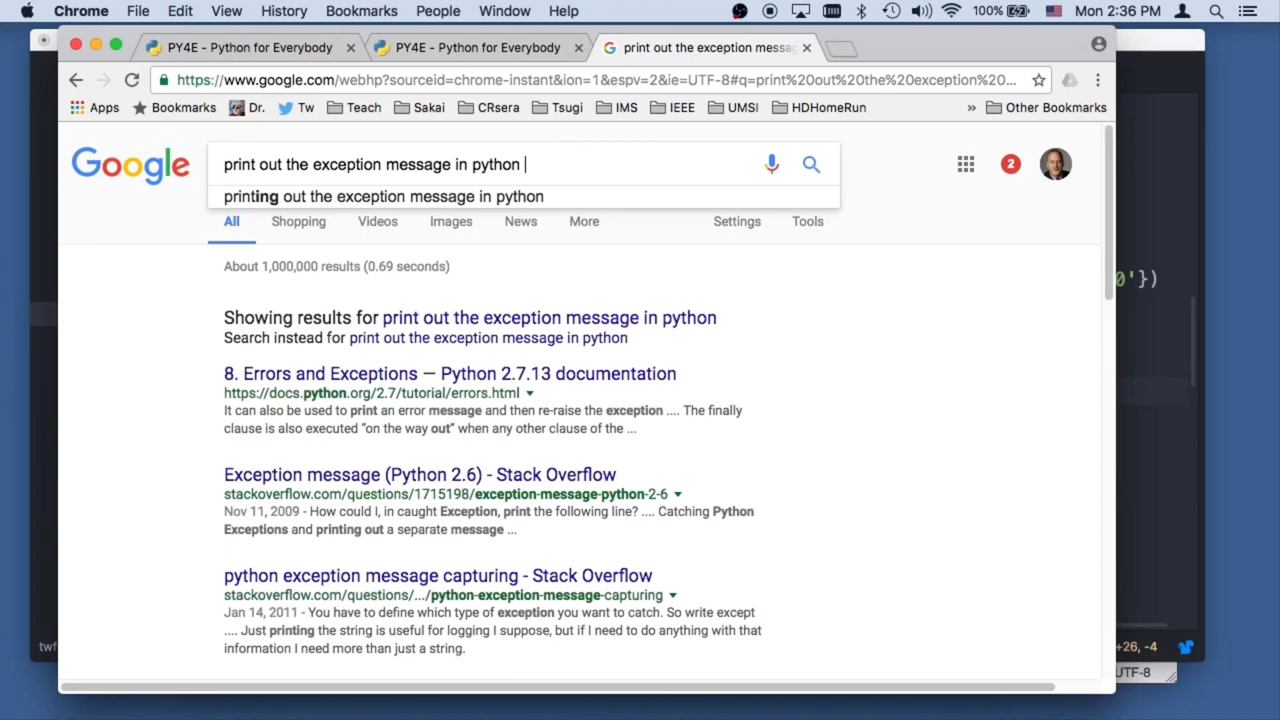 Chrome File Edit View History Bookmarks People Window Help 100% Mon 2:36 PM
PY4E - Python for Everybody PY4E - Python for Everybody print out the exception messag
https://www.google.com/webhp?sourceid=chrome-instant&ion=1&espv=2&ie=UTF-8#q=print%20out%20the%20exception%20...
Apps Bookmarks Dr. Tw Teach Sakai CRsera Tsugi IMS IEEE UMSI HDHomeRun » Other Bookmarks
Google print out the exception message in python 2
printing out the exception message in python
All Shopping Videos Images News More Settings Tools
About 1,000,000 results (0.69 seconds)
0'})
Showing results for print out the exception message in python
Search instead for print out the exception message in python
8. Errors and Exceptions — Python 2.7.13 documentation
https://docs.python.org/2.7/tutorial/errors.html
It can also be used to print an error message and then re-raise the exception .... The finally
clause is also executed "on the way out" when any other clause of the ...
Exception message (Python 2.6) - Stack Overflow
stackoverflow.com/questions/1715198/exception-message-python-2-6
Nov 11, 2009 - How could I, in caught Exception, print the following line? .... Catching Python
Exceptions and printing out a separate message ...
python exception message capturing - Stack Overflow
stackoverflow.com/questions/.../python-exception-message-capturing
Jan 14, 2011 - You have to define which type of exception you want to catch. So write except
.... Just printing the string is useful for logging I suppose, but if I need to do anything with that
information I need more than just a string.
twf +26, -4
UTF-8